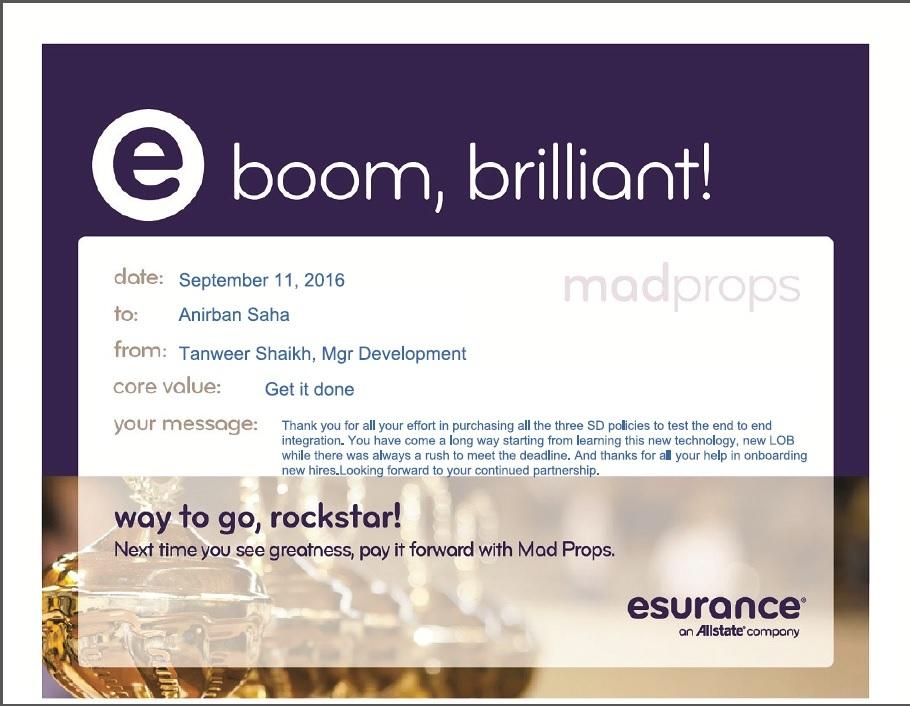 e boom, brilliant!
madprops
date: September 11, 2016
to: Anirban Saha
from: Tanweer Shaikh, Mgr Development
core value: Get it done
your message: Thank you for all your effort in purchasing all the three SD policies to test the end to end
integration. You have come a long way starting from learning this new technology, new LOB
while there was always a rush to meet the deadline. And thanks for all your help in onboarding
new hires.Looking forward to your continued partnership.
way to go, rockstar!
Next time you see greatness, pay it forward with Mad Props.
esurance®
an Allstate® company